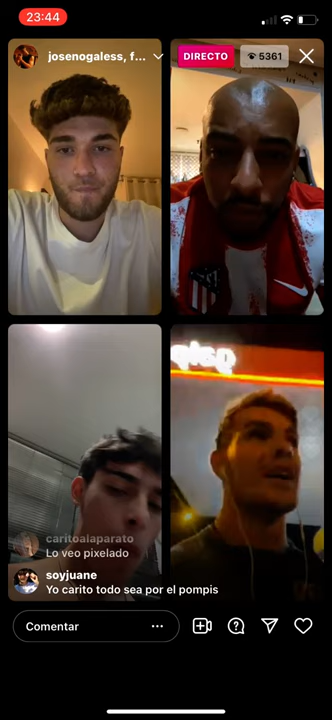 23:44
josenogaless, f...
DIRECTO
5361
caritoalaparato
Lo veo pixelado
soyjuane
Yo carito todo sea por el pompis
Comentar